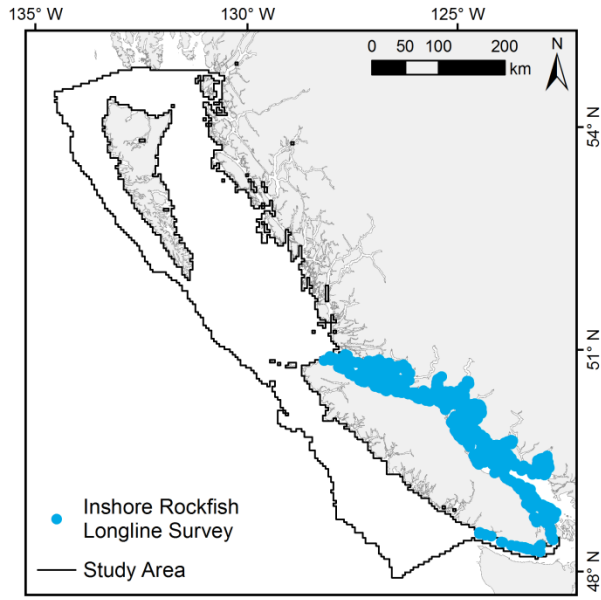 135° W 130° W 125° W
0 50 100 200
km
N
54° N
51° N
48° N
Inshore Rockfish
Longline Survey
Study Area